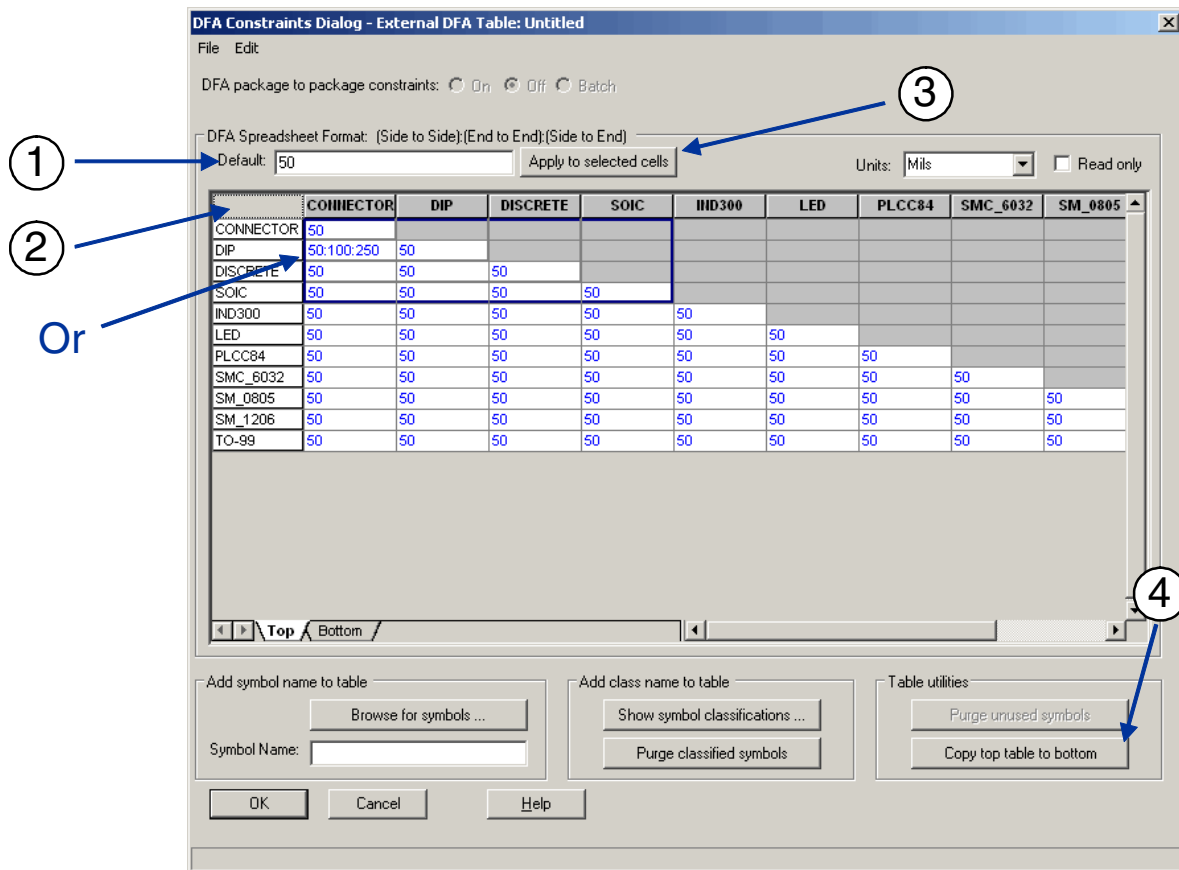 DFA Constraints Dialog - External DFA Table: Untitled
File Edit
DFA package to package constraints: On Off Batch
3
DFA Spreadsheet Format: (Side to Side):(End to End):(Side to End)
1
Default: 50 Apply to selected cells Units: Mils Read only
CONNECTOR DIP DISCRETE SOIC IND300 LED PLCC84 SMC_6032 SM_0805
2
CONNECTOR 50
DIP 50:100:250 50
DISCRETE 50 50 50
SOIC 50 50 50 50
Or
IND300 50 50 50 50 50
LED 50 50 50 50 50 50
PLCC84 50 50 50 50 50 50 50
SMC_6032 50 50 50 50 50 50 50 50
SM_0805 50 50 50 50 50 50 50 50 50
SM_1206 50 50 50 50 50 50 50 50 50
TO-99 50 50 50 50 50 50 50 50 50
4
Top Bottom
Add symbol name to table Add class name to table Table utilities
Browse for symbols ... Show symbol classifications ... Purge unused symbols
Symbol Name: Purge classified symbols Copy top table to bottom
OK Cancel Help